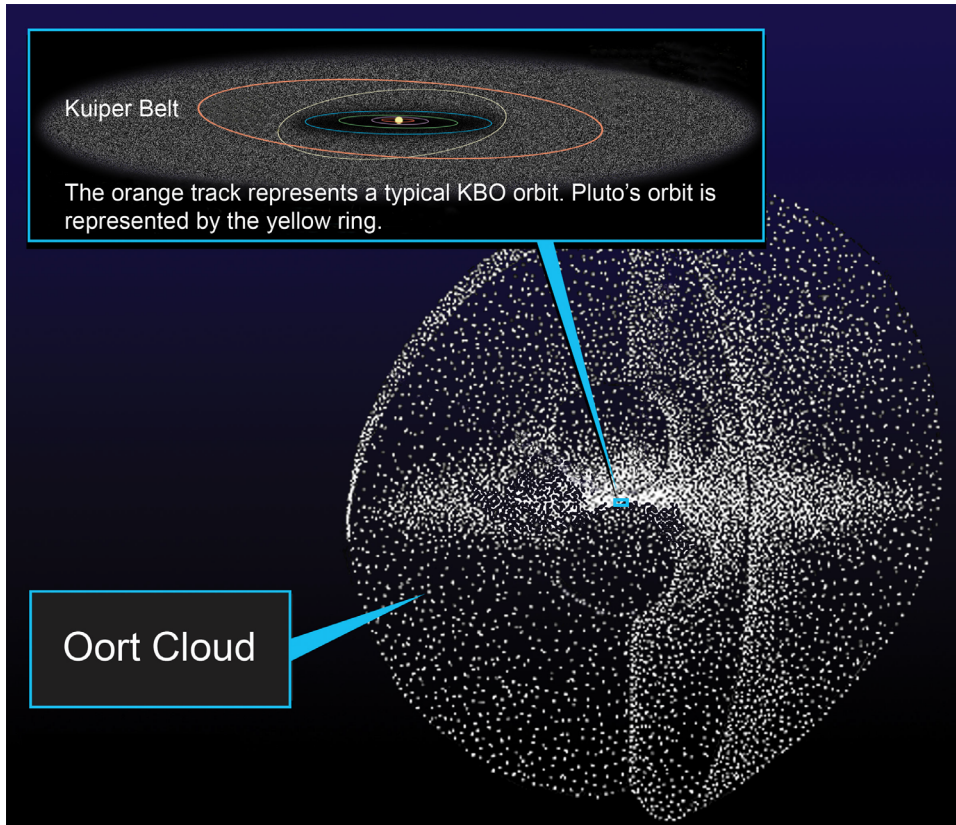 Kuiper Belt
The orange track represents a typical KBO orbit. Pluto’s orbit is
represented by the yellow ring.
Oort Cloud